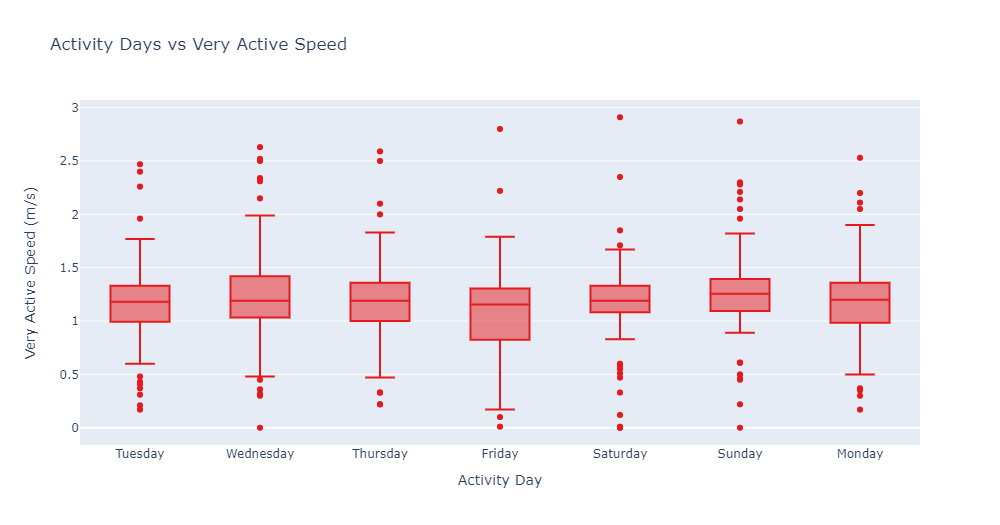 Activity Days vs Very Active Speed
3
2.5
2
1.5
1
0.5
0
Very Active Speed (m/s)
Tuesday Wednesday Thursday Friday Saturday Sunday Monday
Activity Day